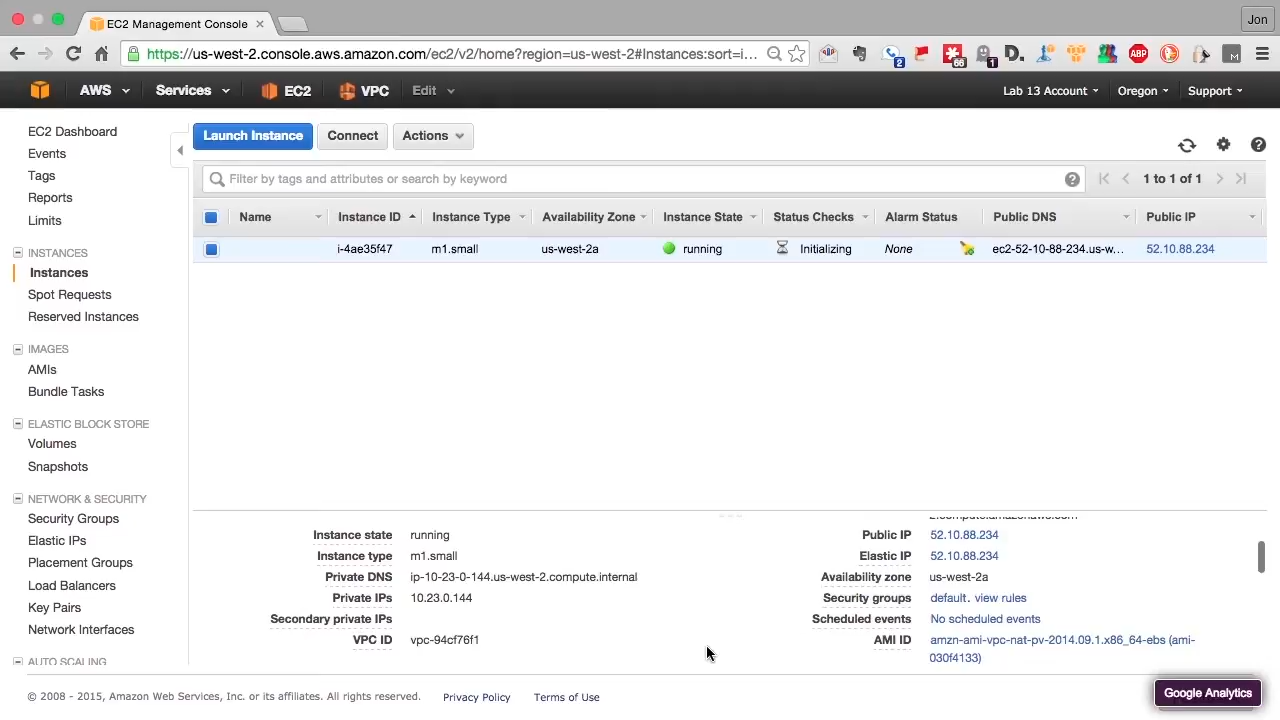 EC2 Management Console
Jon
https://us-west-2.console.aws.amazon.com/ec2/v2/home?region=us-west-2#Instances:sort=i...
2
66
1
D.
ABP
AWS Services EC2 VPC Edit Lab 13 Account Oregon Support
EC2 Dashboard
Events
Tags
Reports
Limits
INSTANCES
Instances
Spot Requests
Reserved Instances
IMAGES
AMIs
Bundle Tasks
ELASTIC BLOCK STORE
Volumes
Snapshots
NETWORK & SECURITY
Security Groups
Elastic IPs
Placement Groups
Load Balancers
Key Pairs
Network Interfaces
AUTO SCALING
Launch Instance Connect Actions
Filter by tags and attributes or search by keyword
1 to 1 of 1
Name Instance ID Instance Type Availability Zone Instance State Status Checks Alarm Status Public DNS Public IP
i-4ae35f47 m1.small us-west-2a running Initializing None ec2-52-10-88-234.us-w... 52.10.88.234
2.compute.amazonaws.com
Instance state running
Instance type m1.small
Private DNS ip-10-23-0-144.us-west-2.compute.internal
Private IPs 10.23.0.144
Secondary private IPs
VPC ID vpc-94cf76f1
Public IP 52.10.88.234
Elastic IP 52.10.88.234
Availability zone us-west-2a
Security groups default. view rules
Scheduled events No scheduled events
AMI ID amzn-ami-vpc-nat-pv-2014.09.1.x86_64-ebs (ami-
030f4133)
© 2008 - 2015, Amazon Web Services, Inc. or its affiliates. All rights reserved. Privacy Policy Terms of Use
Google Analytics